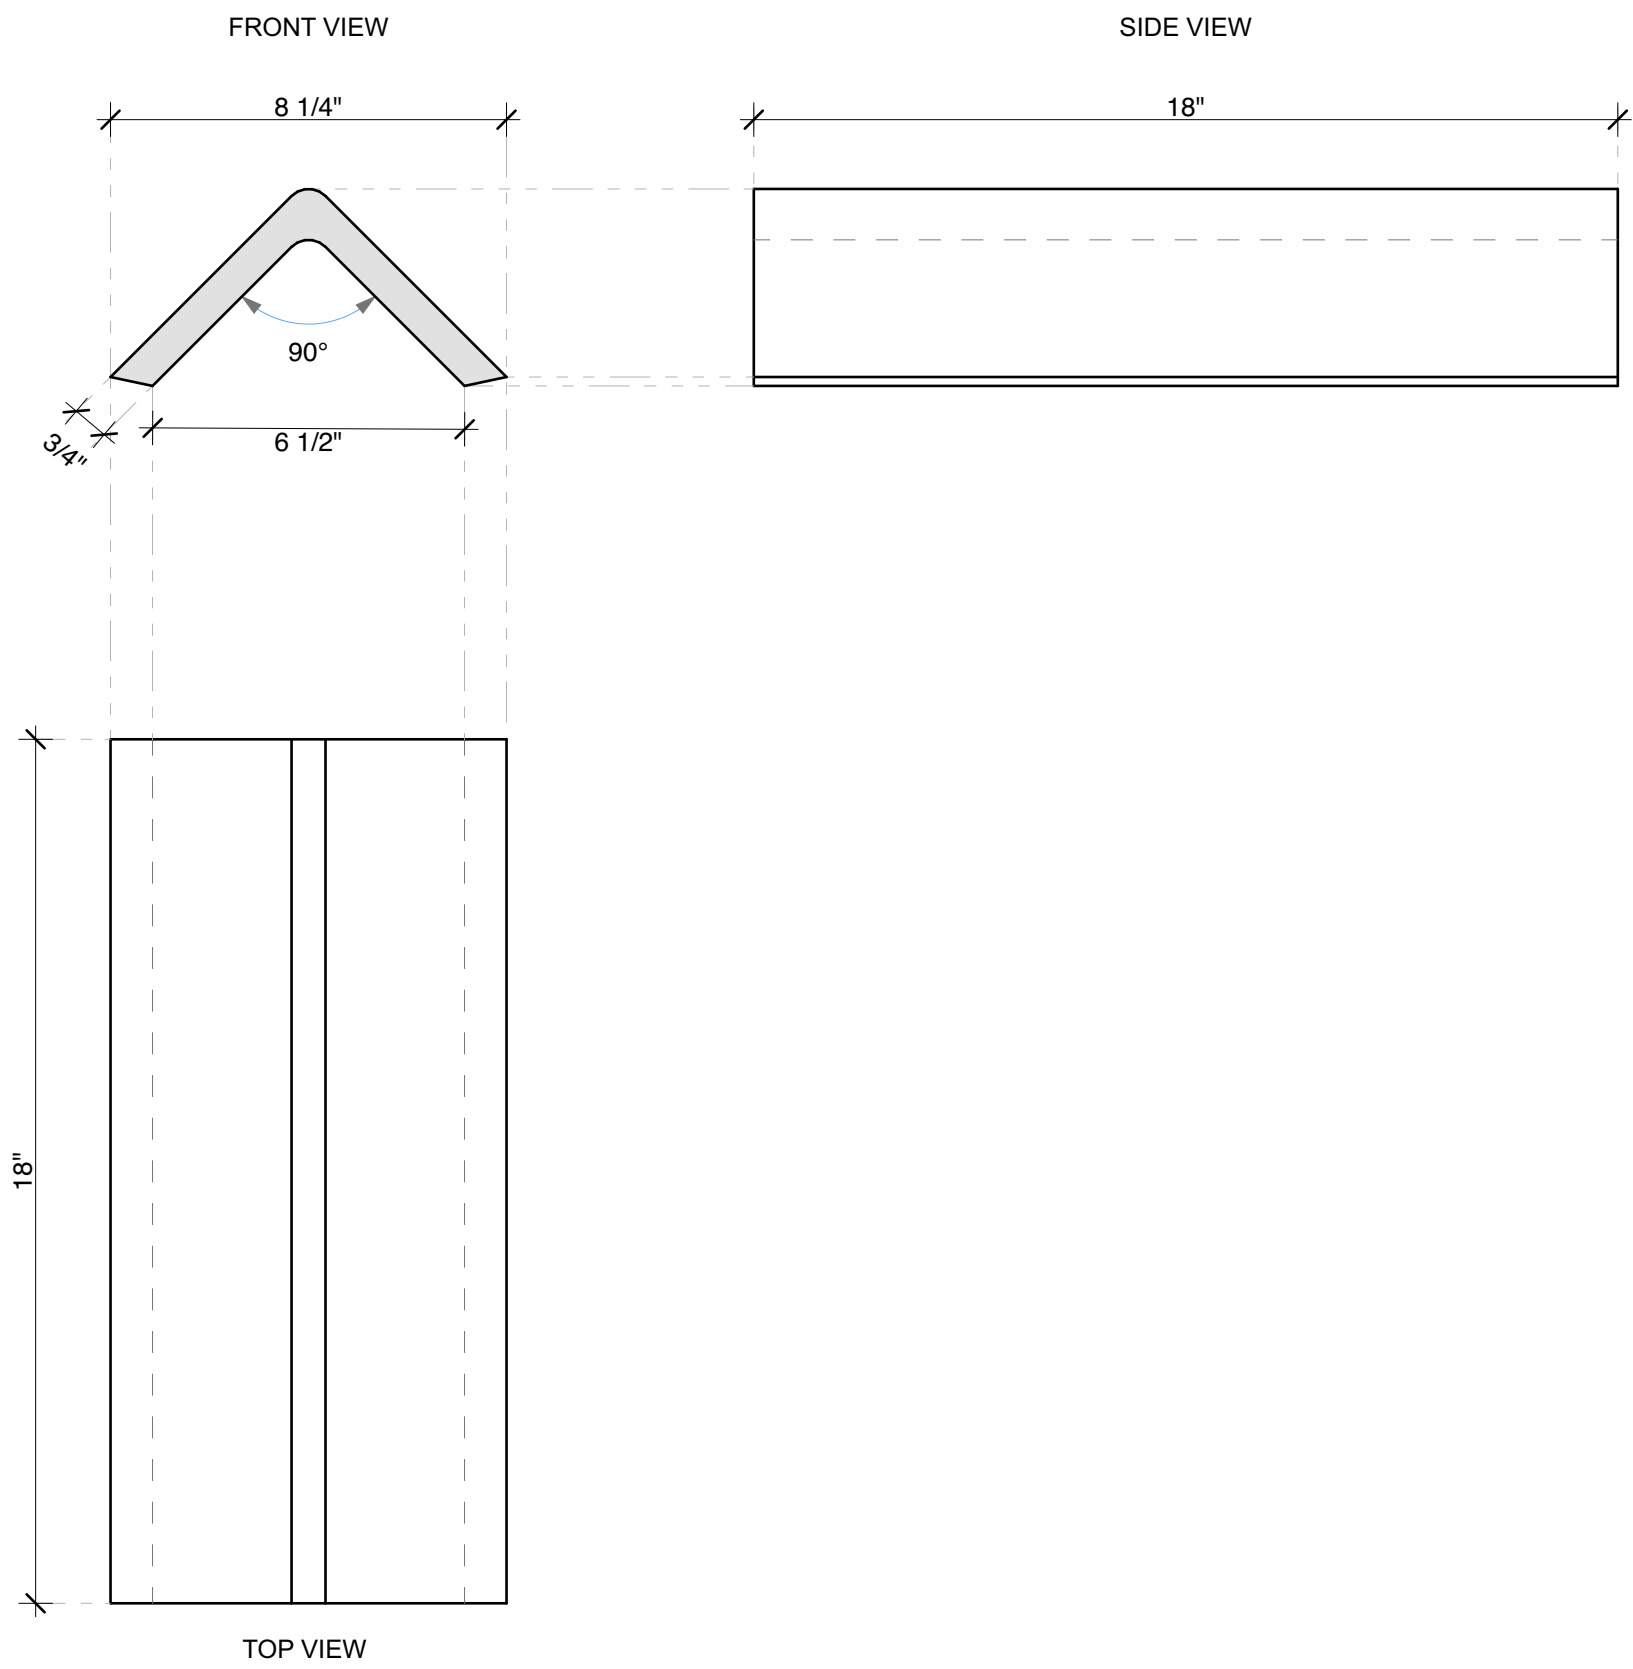 FRONT VIEW
SIDE VIEW
8 1/4"
18"
90°
3/4"
6 1/2"
18"
TOP VIEW